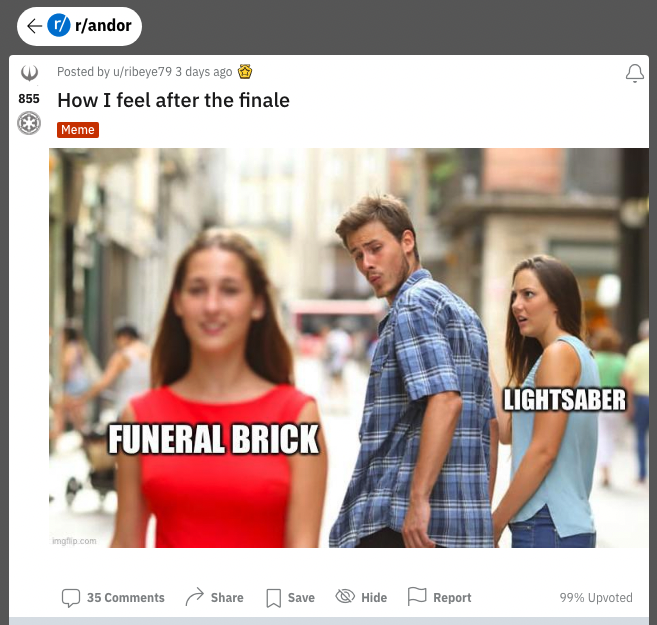 r/ r/andor
Posted by u/ribeye79 3 days ago
855
How I feel after the finale
Meme
LIGHTSABER
FUNERAL BRICK
imgflip.com
35 Comments Share Save Hide Report 99% Upvoted